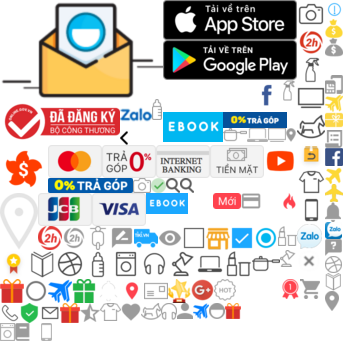 Tải về trên
App Store
TẢI VỀ TRÊN
Google Play
2h
ĐÃ ĐĂNG KÝ
BỘ CÔNG THƯƠNG
Zalo
EBOOK
0% TRẢ GÓP
TRẢ GÓP 0%
INTERNET
BANKING
TIỀN MẶT
0% TRẢ GÓP
JCB
VISA
EBOOK
Mới
2h
2h
Zalo
G+
HOT